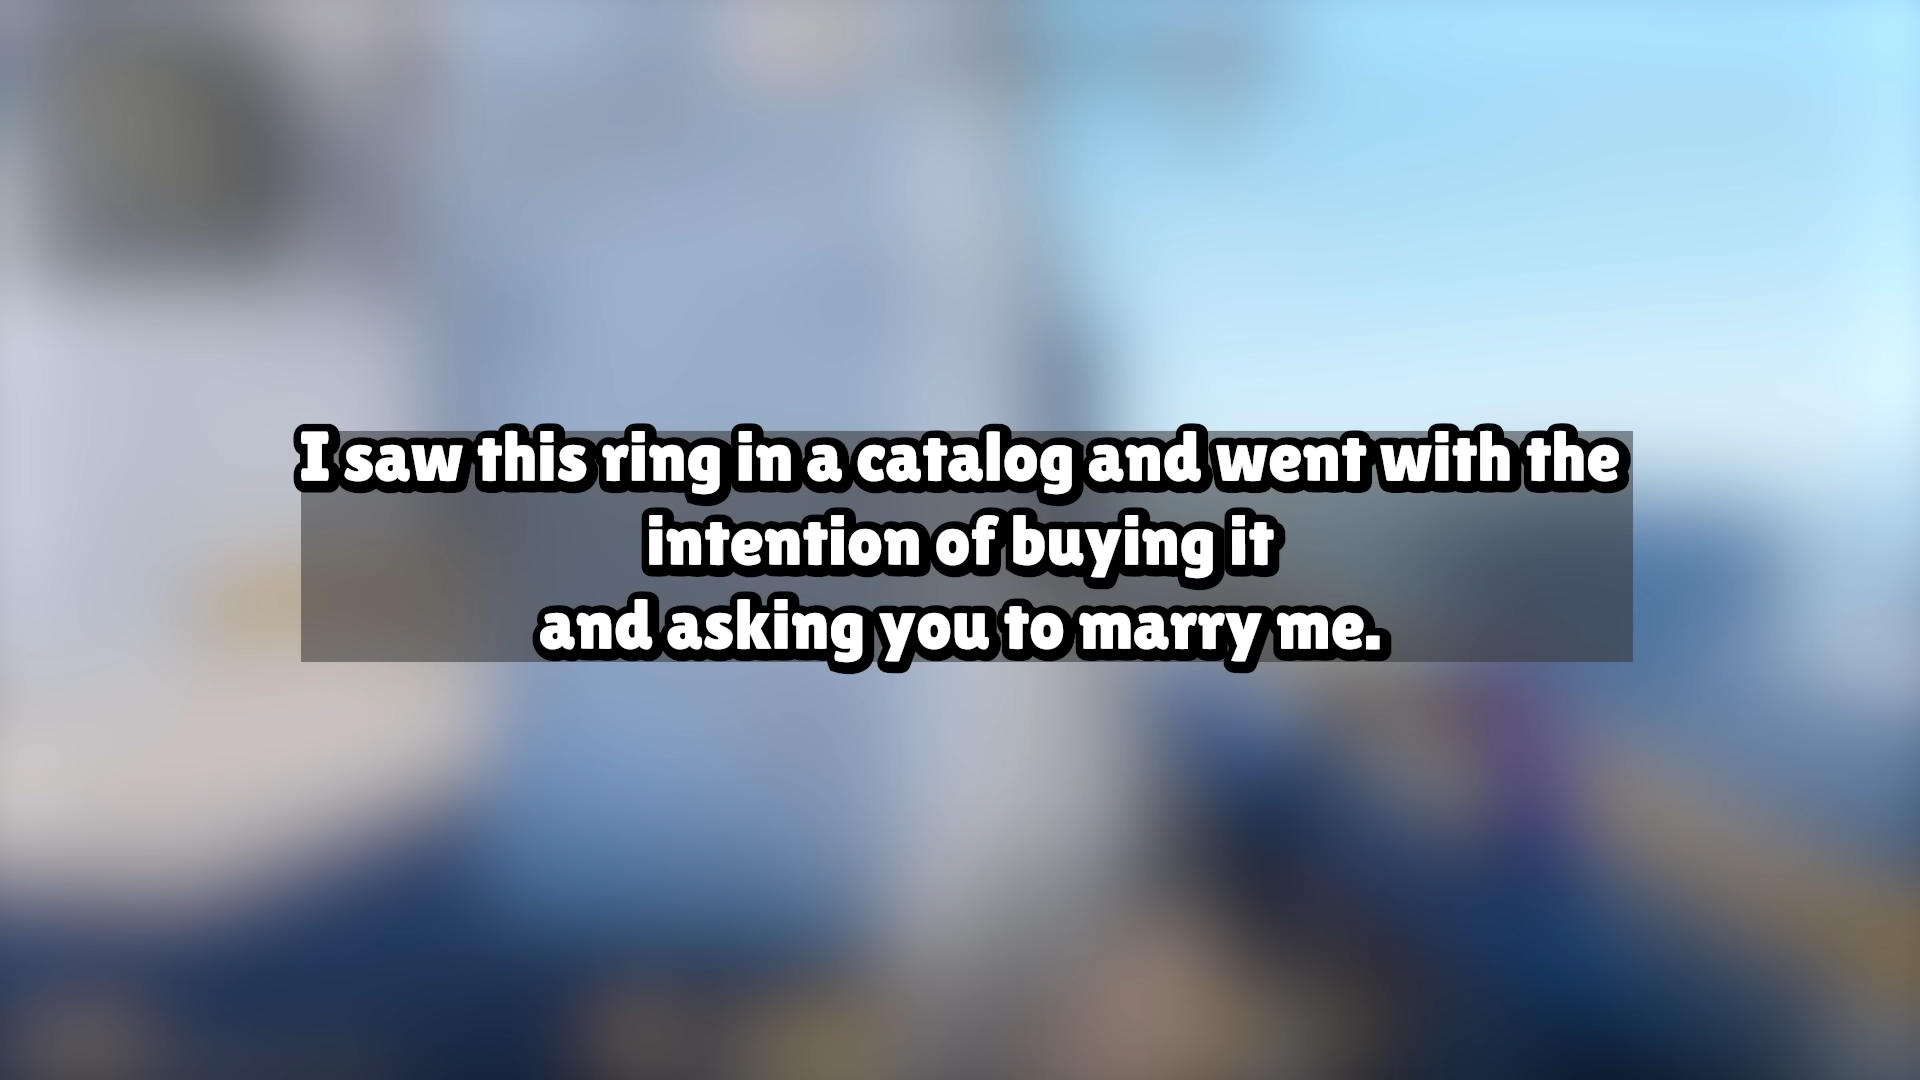 I saw this ring in a catalog and went with the
intention of buying it
and asking you to marry me.